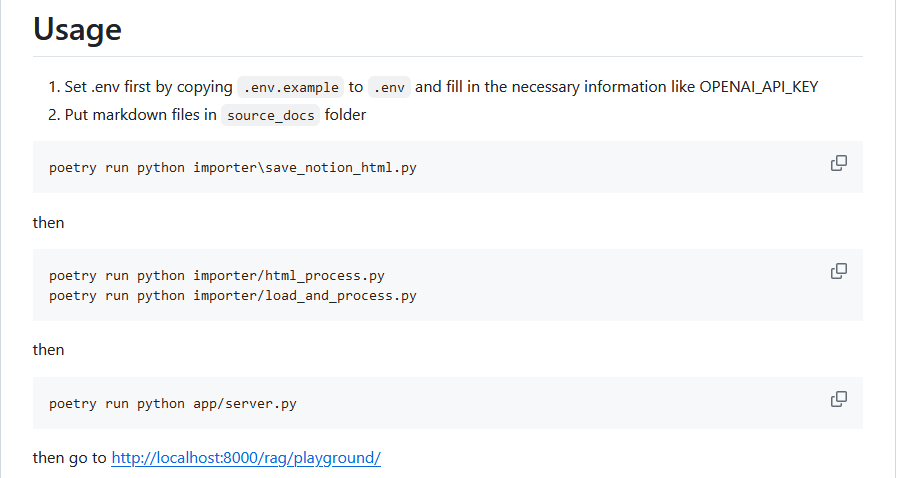 Usage
1. Set .env first by copying .env.example to .env and fill in the necessary information like OPENAI_API_KEY
2. Put markdown files in source_docs folder
poetry run python importer\save_notion_html.py
then
poetry run python importer/html_process.py
poetry run python importer/load_and_process.py
then
poetry run python app/server.py
then go to http://localhost:8000/rag/playground/